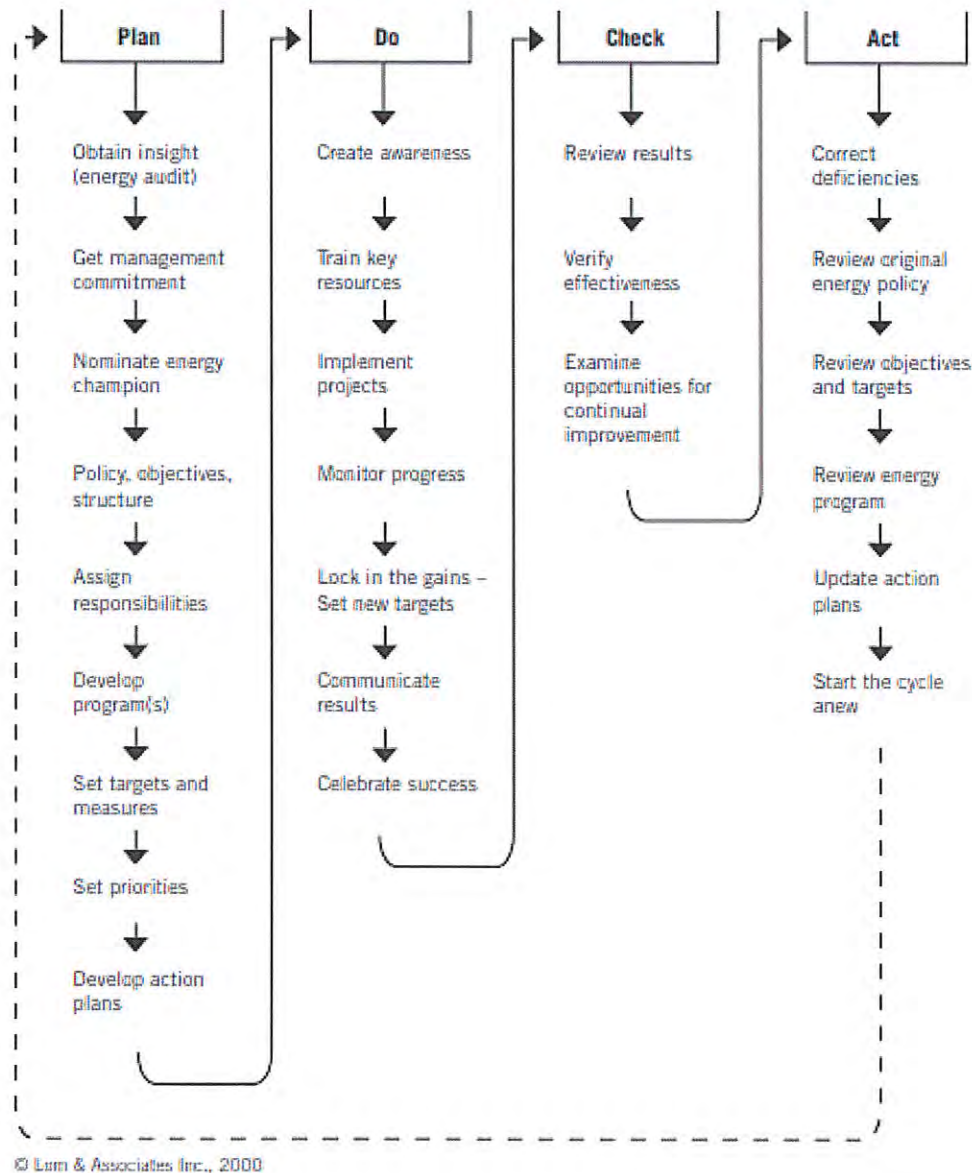 Plan
Obtain insight
(energy audit)
Get management
commitment
Nominate energy
champion
Policy, objectives,
structure
Assign
responsibilities
Develop
program(s)
Set targets and
measures
Set priorities
Develop action
plans
Do
Create awareness
Train key
resources
Implement
projects
Monitor progress
Lock in the gains –
Set new targets
Communicate
results
Celebrate success
Check
Review results
Verify
effectiveness
Examine
opportunities for
continual
improvement
Act
Correct
deficiencies
Review original
energy policy
Review objectives
and targets
Review energy
program
Update action
plans
Start the cycle
anew
© Lom & Associates Inc., 2000